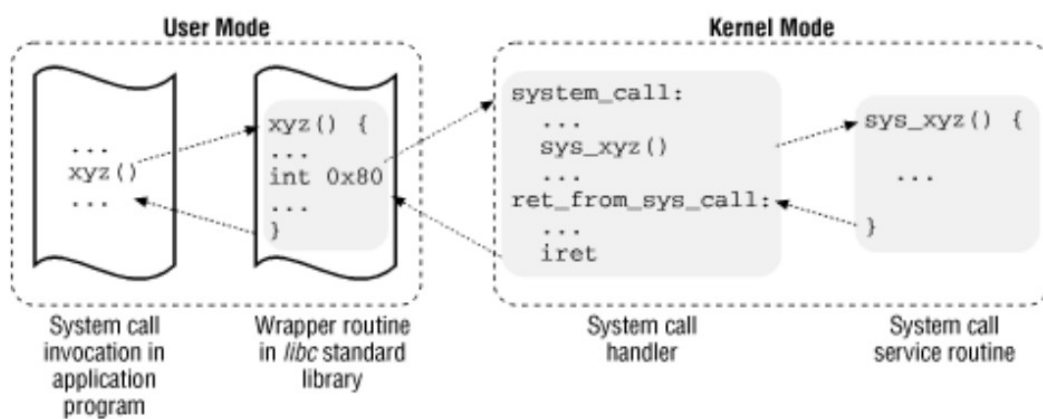 User Mode
Kernel Mode
...
xyz()
...
xyz() {
...
int 0x80
...
}
system_call:
...
sys_xyz()
...
ret_from_sys_call:
...
iret
sys_xyz() {
...
}
System call
invocation in
application
program
Wrapper routine
in libc standard
library
System call
handler
System call
service routine